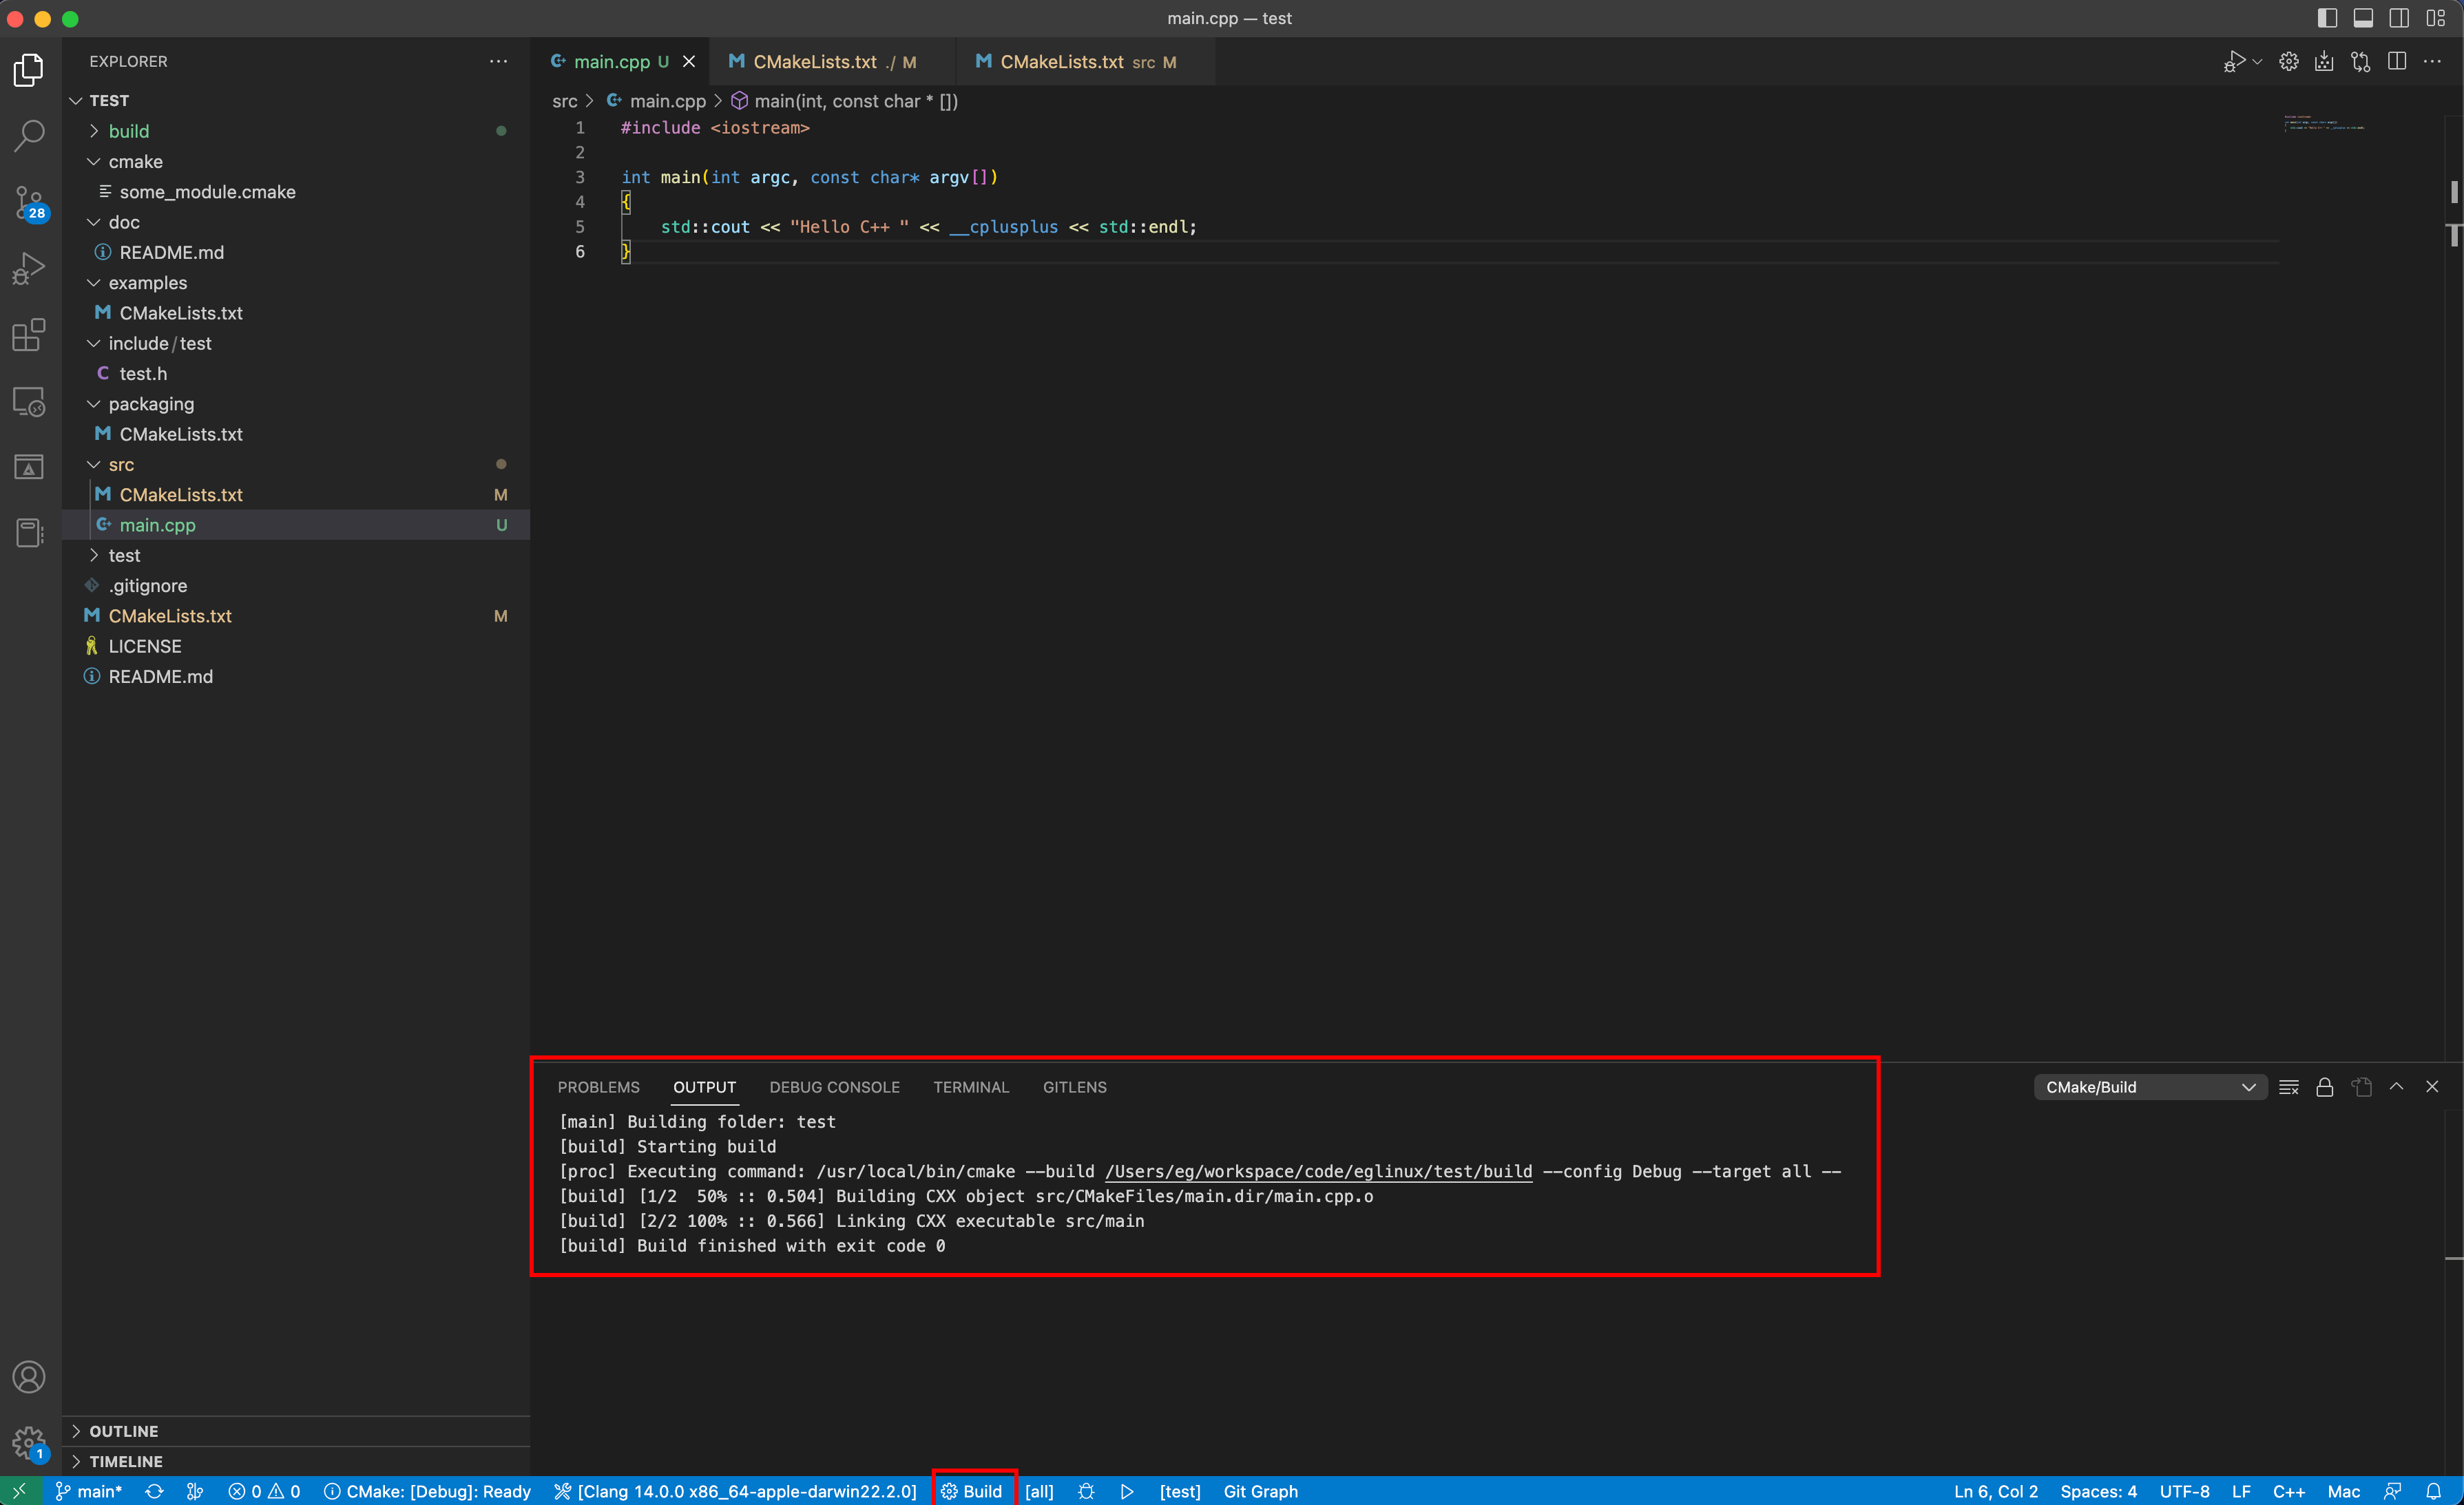 main.cpp — test
EXPLORER
TEST
build
cmake
some_module.cmake
doc
README.md
examples
CMakeLists.txt
include/test
C test.h
packaging
CMakeLists.txt
src
CMakeLists.txt M
main.cpp U
test
.gitignore
CMakeLists.txt M
LICENSE
README.md
OUTLINE
TIMELINE
28
1
main.cpp U
CMakeLists.txt ./ M
CMakeLists.txt src M
src > main.cpp > main(int, const char * [])
1 #include <iostream>
2
3 int main(int argc, const char* argv[])
4 {
5 std::cout << "Hello C++ " << __cplusplus << std::endl;
6 }
PROBLEMS OUTPUT DEBUG CONSOLE TERMINAL GITLENS
CMake/Build
[main] Building folder: test
[build] Starting build
[proc] Executing command: /usr/local/bin/cmake --build /Users/eg/workspace/code/eglinux/test/build --config Debug --target all --
[build] [1/2  50% :: 0.504] Building CXX object src/CMakeFiles/main.dir/main.cpp.o
[build] [2/2 100% :: 0.566] Linking CXX executable src/main
[build] Build finished with exit code 0
main* 0 0 CMake: [Debug]: Ready [Clang 14.0.0 x86_64-apple-darwin22.2.0] Build [all] [test] Git Graph Ln 6, Col 2 Spaces: 4 UTF-8 LF C++ Mac